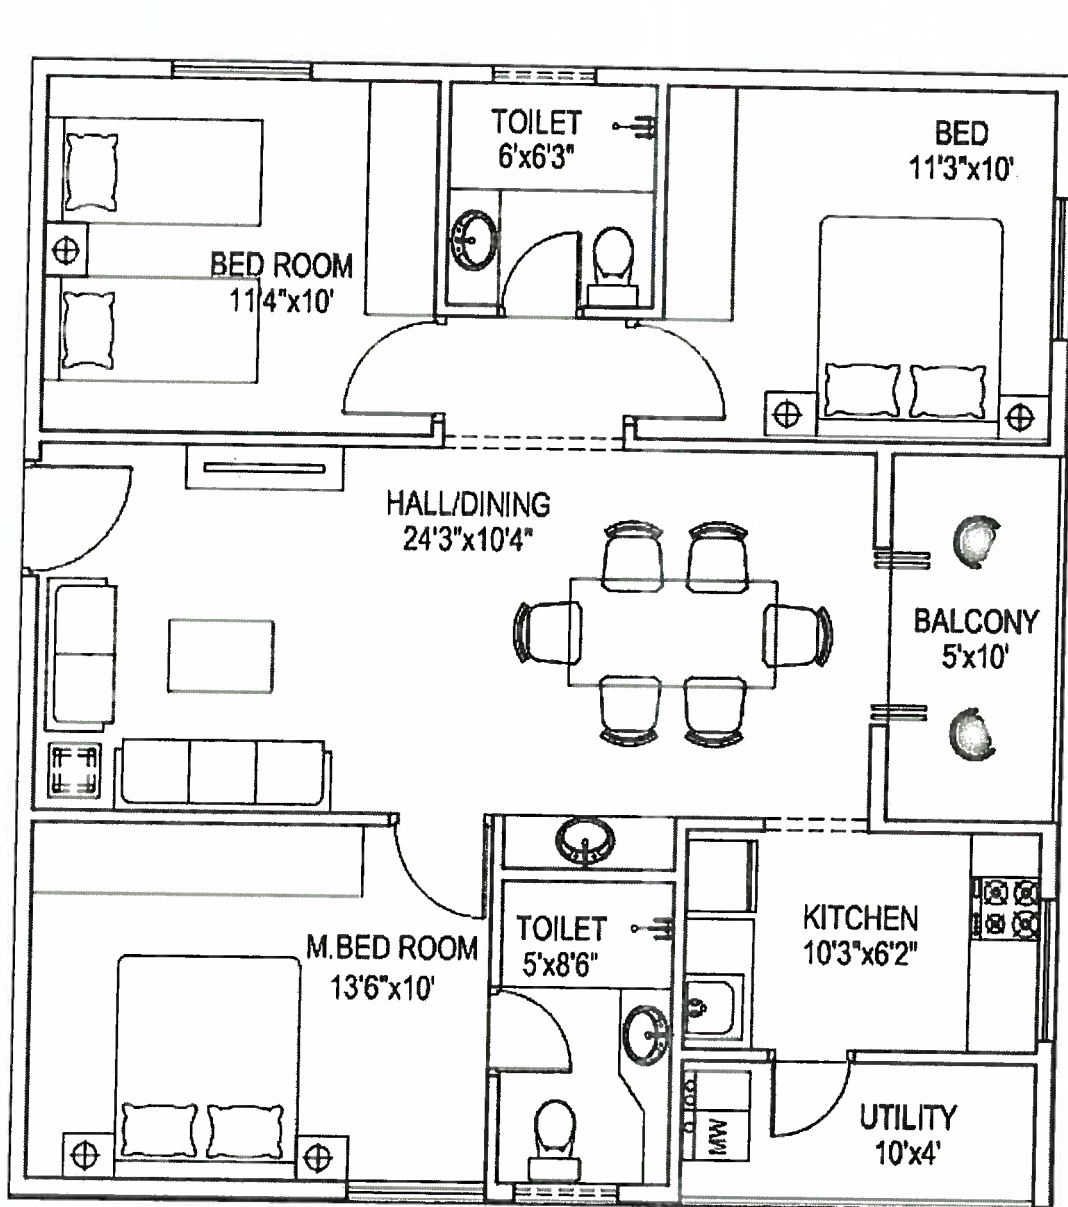 TOILET
6'x6'3"
BED
11'3"x10'
BED ROOM
11'4"x10'
HALL/DINING
24'3"x10'4"
BALCONY
5'x10'
KITCHEN
10'3"x6'2"
TOILET
5'x8'6"
M.BED ROOM
13'6"x10'
UTILITY
10'x4'
MW